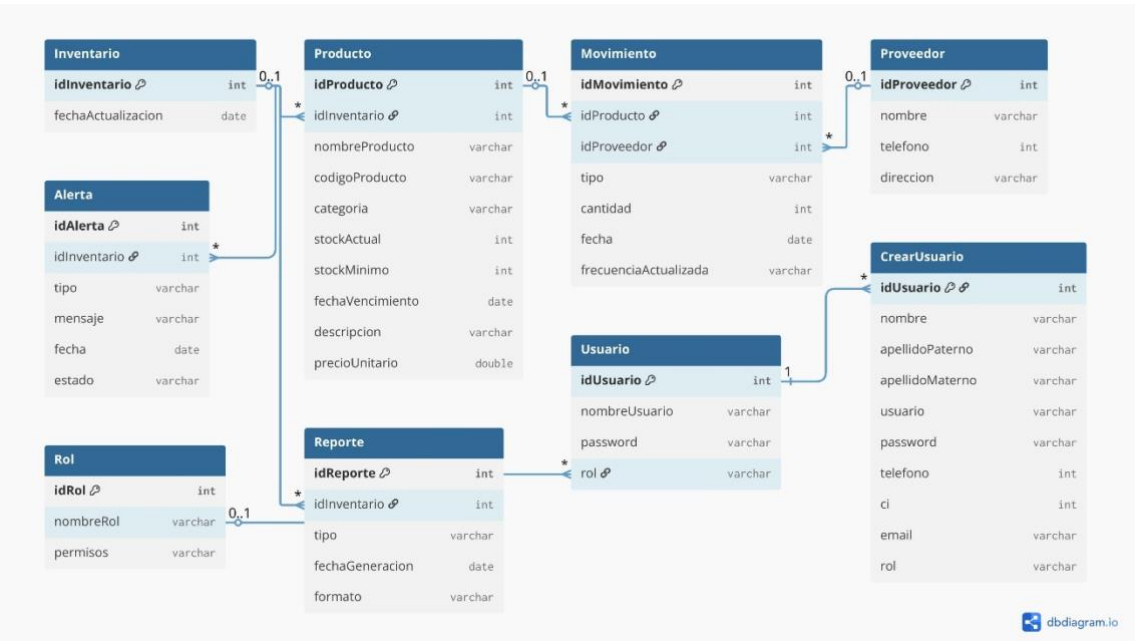 Inventario
idInventario int
fechaActualizacion date
0..1
Producto
idProducto int
idInventario int
nombreProducto varchar
codigoProducto varchar
categoria varchar
stockActual int
stockMinimo int
fechaVencimiento date
descripcion varchar
precioUnitario double
*
0..1
Movimiento
idMovimiento int
idProducto int
idProveedor int
tipo varchar
cantidad int
fecha date
frecuenciaActualizada varchar
*
*
0..1
Proveedor
idProveedor int
nombre varchar
telefono int
direccion varchar
Alerta
idAlerta int
idInventario int
tipo varchar
mensaje varchar
fecha date
estado varchar
*
CrearUsuario
idUsuario int
nombre varchar
apellidoPaterno varchar
apellidoMaterno varchar
usuario varchar
password varchar
telefono int
ci int
email varchar
rol varchar
*
Usuario
idUsuario int
nombreUsuario varchar
password varchar
rol varchar
1
*
Reporte
idReporte int
idInventario int
tipo varchar
fechaGeneracion date
formato varchar
*
Rol
idRol int
nombreRol varchar
permisos varchar
0..1
dbdiagram.io